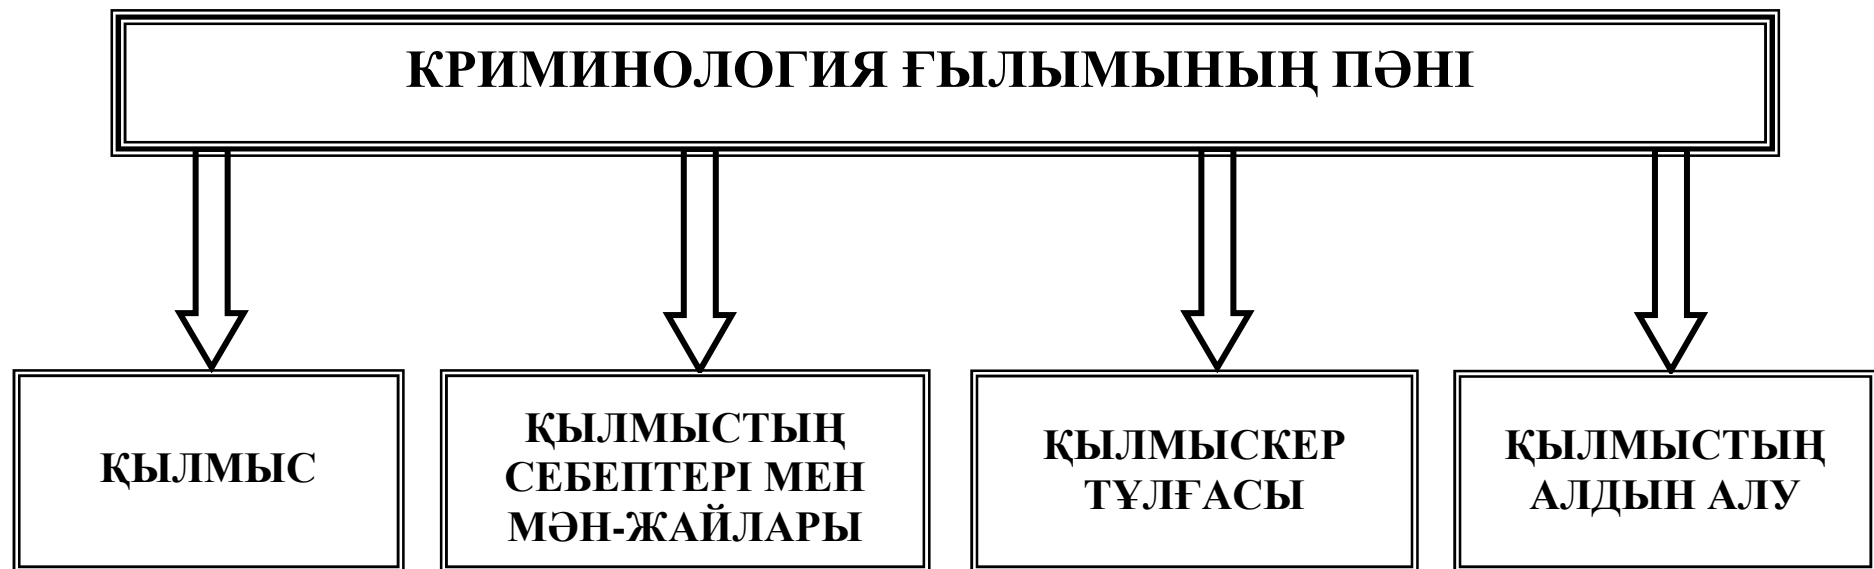 КРИМИНОЛОГИЯ ҒЫЛЫМЫНЫҢ ПӘНІ
ҚЫЛМЫС
ҚЫЛМЫСТЫҢ
СЕБЕПТЕРІ МЕН
МӘН-ЖАЙЛАРЫ
ҚЫЛМЫСКЕР
ТҰЛҒАСЫ
ҚЫЛМЫСТЫҢ
АЛДЫН АЛУ